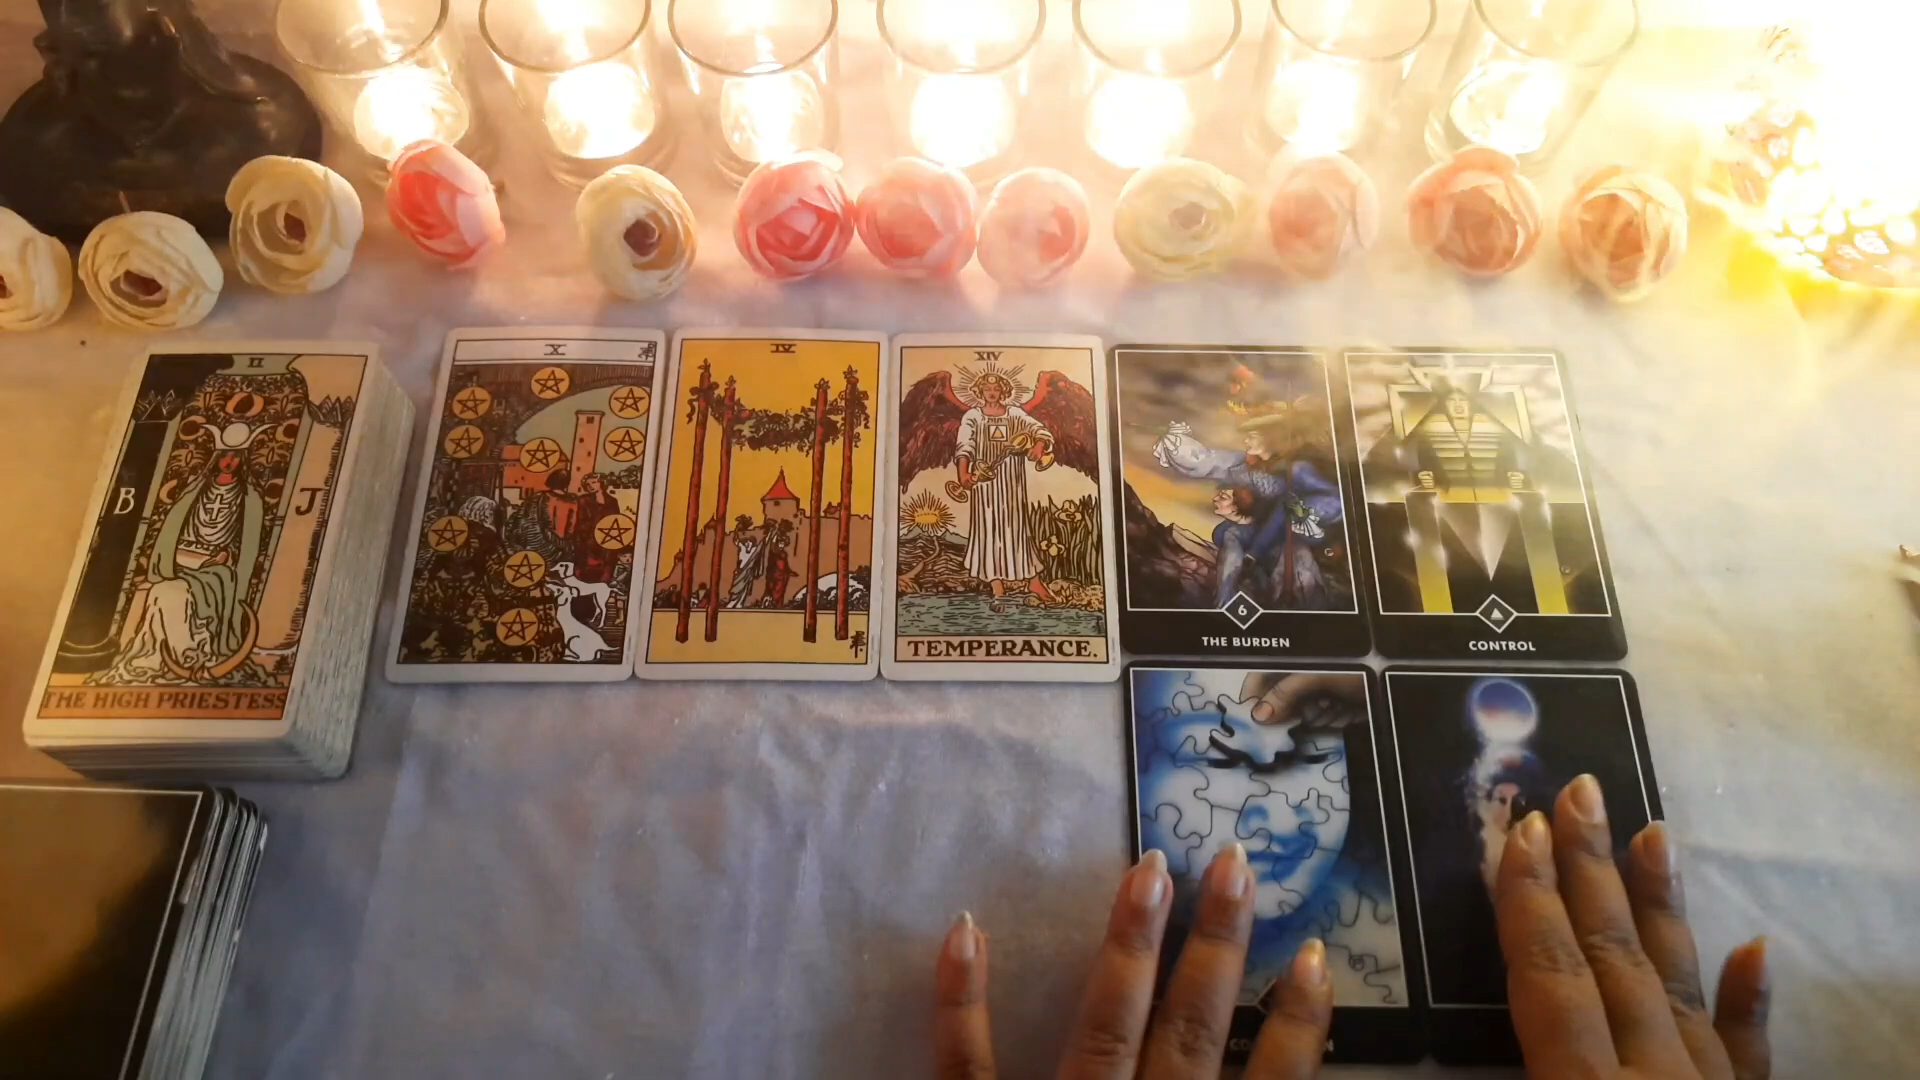 II
B
J
THE HIGH PRIESTESS
X
IV
XIV
TEMPERANCE.
6
THE BURDEN
CONTROL